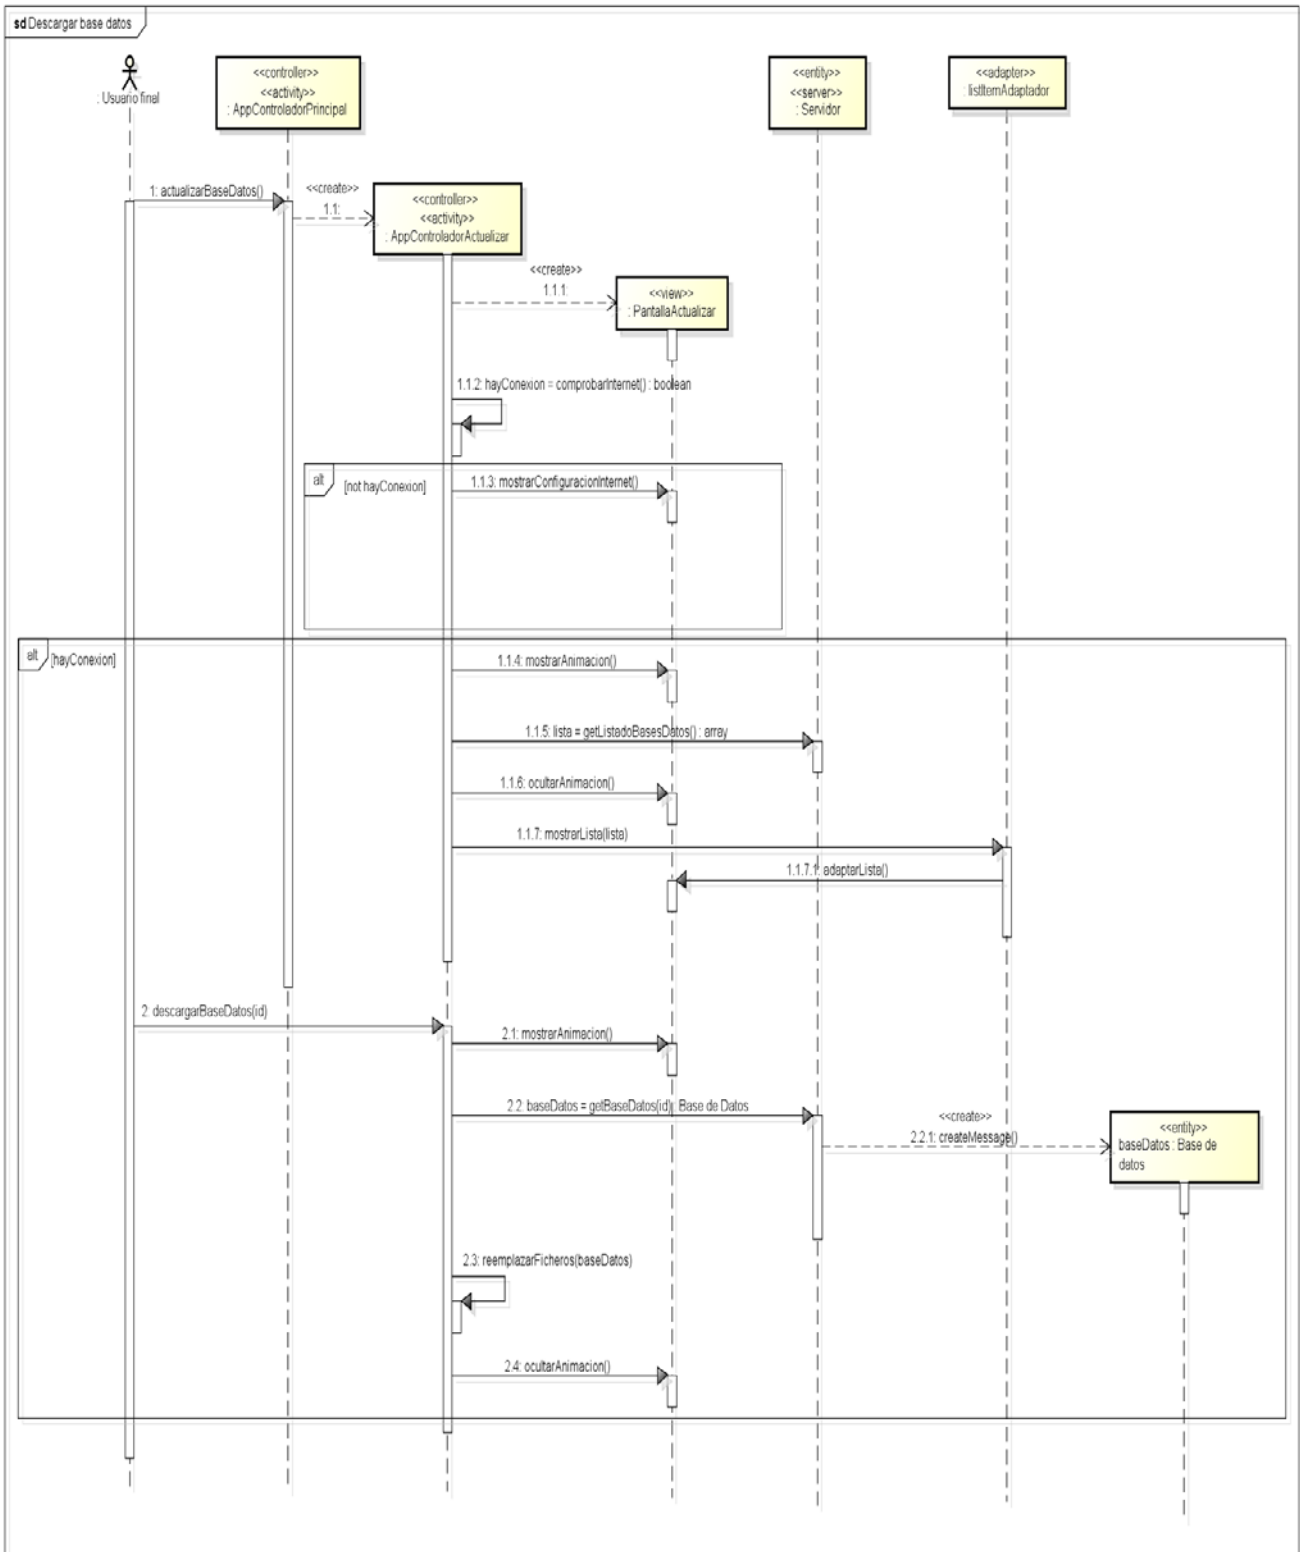 sd Descargar base datos
: Usuario final
<<controller>>
<<activity>>
: AppControladorPrincipal
<<entity>>
<<server>>
: Servidor
<<adapter>>
: listItemAdaptador
1: actualizarBaseDatos()
<<create>>
1.1:
<<controller>>
<<activity>>
: AppControladorActualizar
<<create>>
1.1.1:
<<view>>
: PantallaActualizar
1.1.2: hayConexion = comprobarInternet() : boolean
alt
[not hayConexion]
1.1.3: mostrarConfiguracionInternet()
alt
[hayConexion]
1.1.4: mostrarAnimacion()
1.1.5: lista = getListadoBasesDatos() : array
1.1.6: ocultarAnimacion()
1.1.7: mostrarLista(lista)
1.1.7.1: adaptarLista()
2: descargarBaseDatos(id)
2.1: mostrarAnimacion()
2.2: baseDatos = getBaseDatos(id) : Base de Datos
<<create>>
2.2.1: createMessage()
<<entity>>
baseDatos : Base de
datos
2.3: reemplazarFicheros(baseDatos)
2.4: ocultarAnimacion()